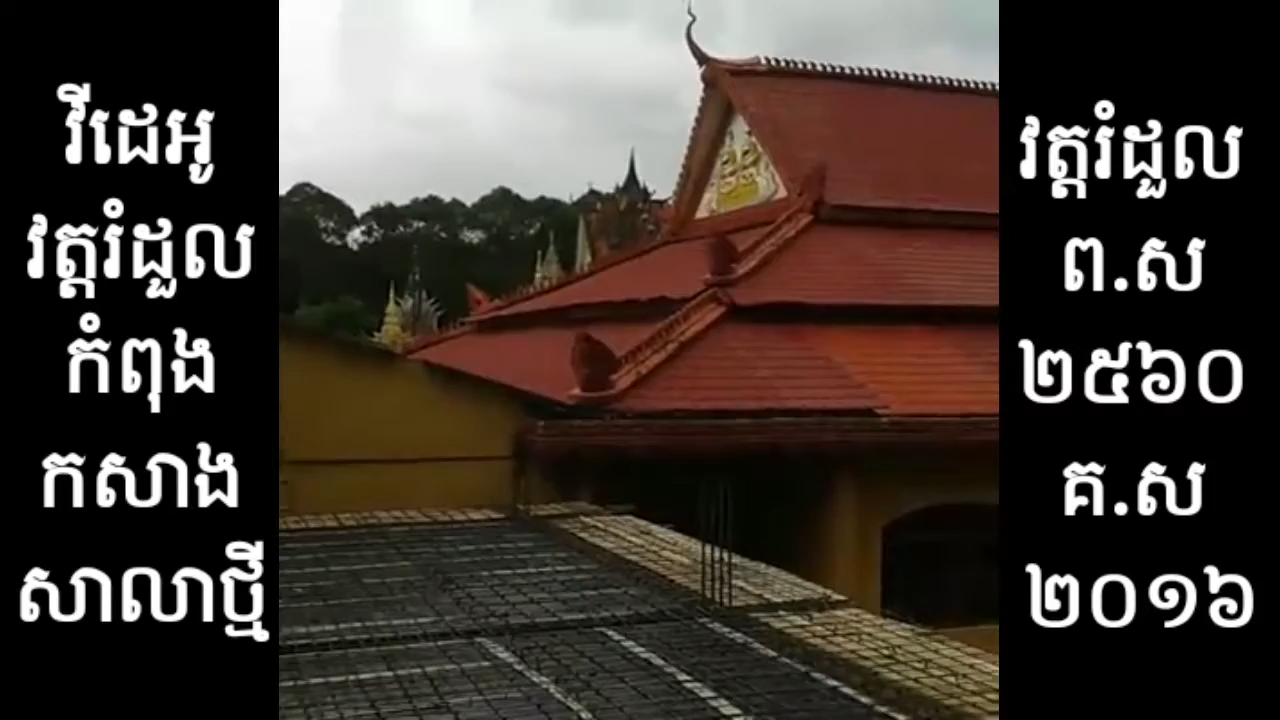 វីដេអូ
វត្តរំដួល
កំពុង
កសាង
សាលាថ្មី
វត្តរំដួល
ព.ស
២៥៦០
គ.ស
២០១៦